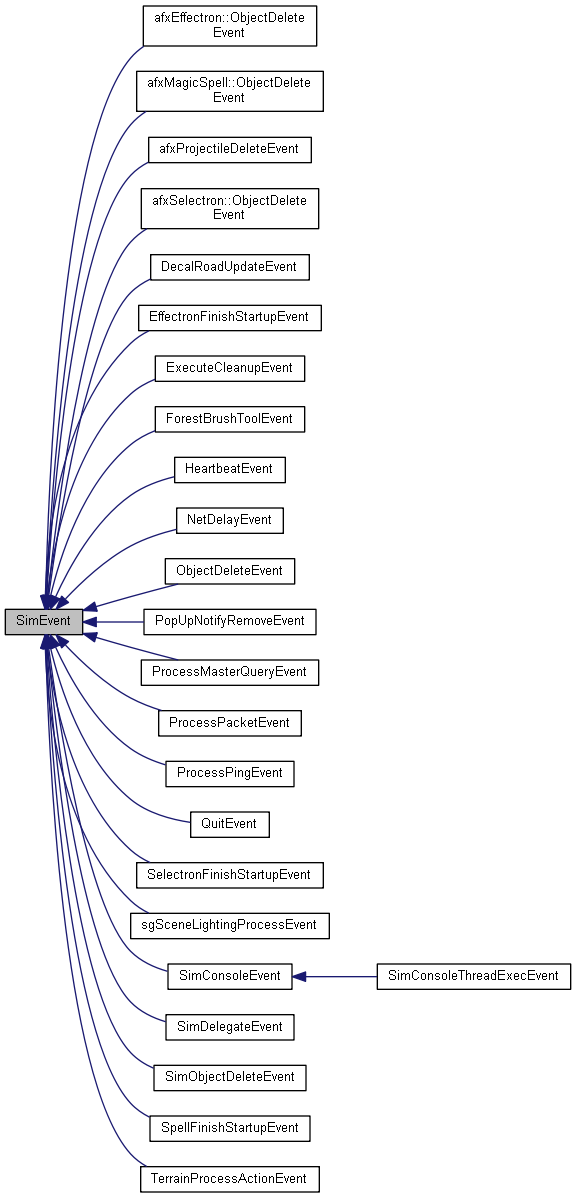 afxEffectron::ObjectDelete
Event
afxMagicSpell::ObjectDelete
Event
afxProjectileDeleteEvent
afxSelectron::ObjectDelete
Event
DecalRoadUpdateEvent
EffectronFinishStartupEvent
ExecuteCleanupEvent
ForestBrushToolEvent
HeartbeatEvent
NetDelayEvent
ObjectDeleteEvent
SimEvent
PopUpNotifyRemoveEvent
ProcessMasterQueryEvent
ProcessPacketEvent
ProcessPingEvent
QuitEvent
SelectronFinishStartupEvent
sgSceneLightingProcessEvent
SimConsoleEvent
SimConsoleThreadExecEvent
SimDelegateEvent
SimObjectDeleteEvent
SpellFinishStartupEvent
TerrainProcessActionEvent